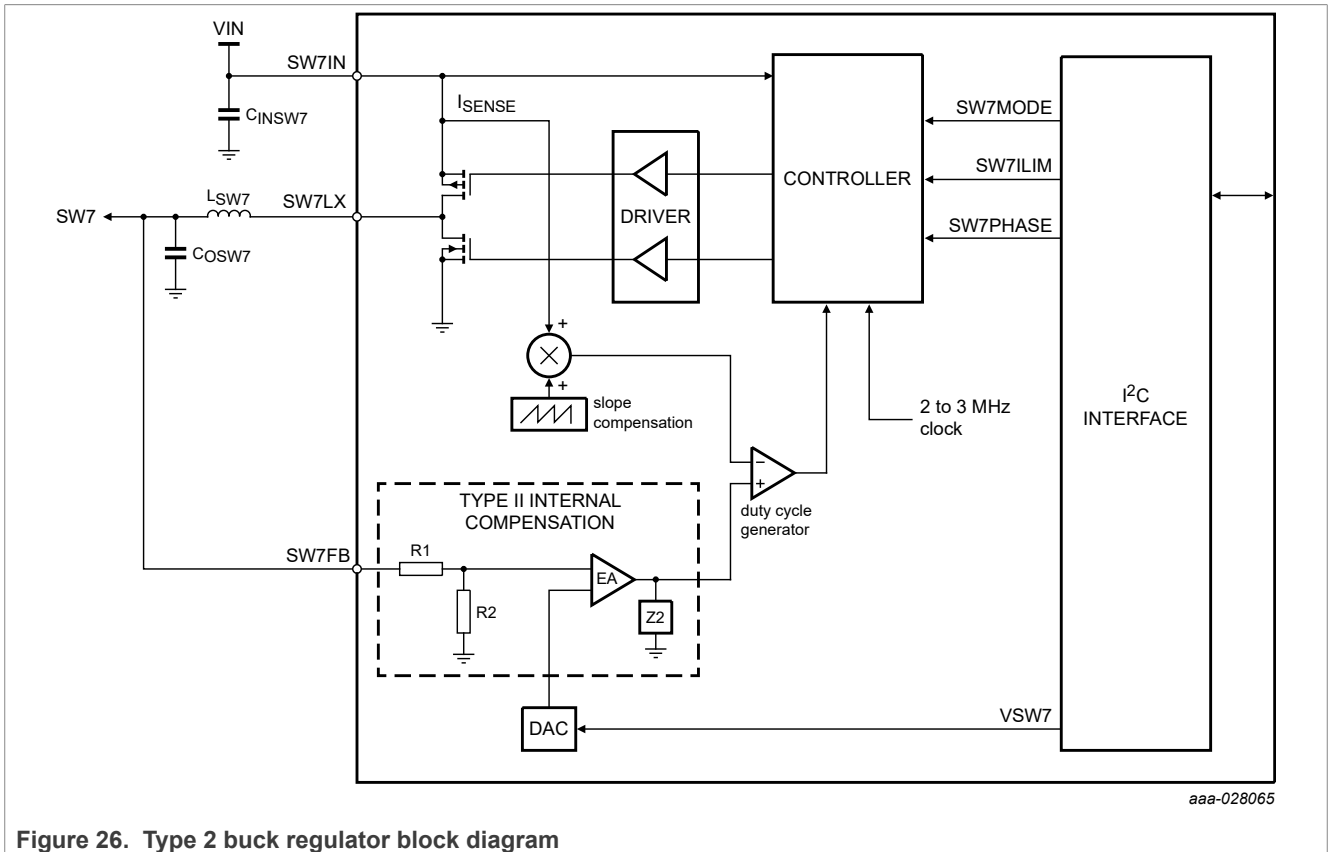 VIN
SW7IN
CINSW7
ISENSE
SW7MODE
SW7ILIM
SW7PHASE
CONTROLLER
DRIVER
LSW7
SW7LX
SW7
COSW7
+
+
slope
compensation
2 to 3 MHz
clock
I2C
INTERFACE
−
+
duty cycle
generator
TYPE II INTERNAL
COMPENSATION
SW7FB
R1
R2
EA
Z2
DAC
VSW7
aaa-028065
Figure 26. Type 2 buck regulator block diagram